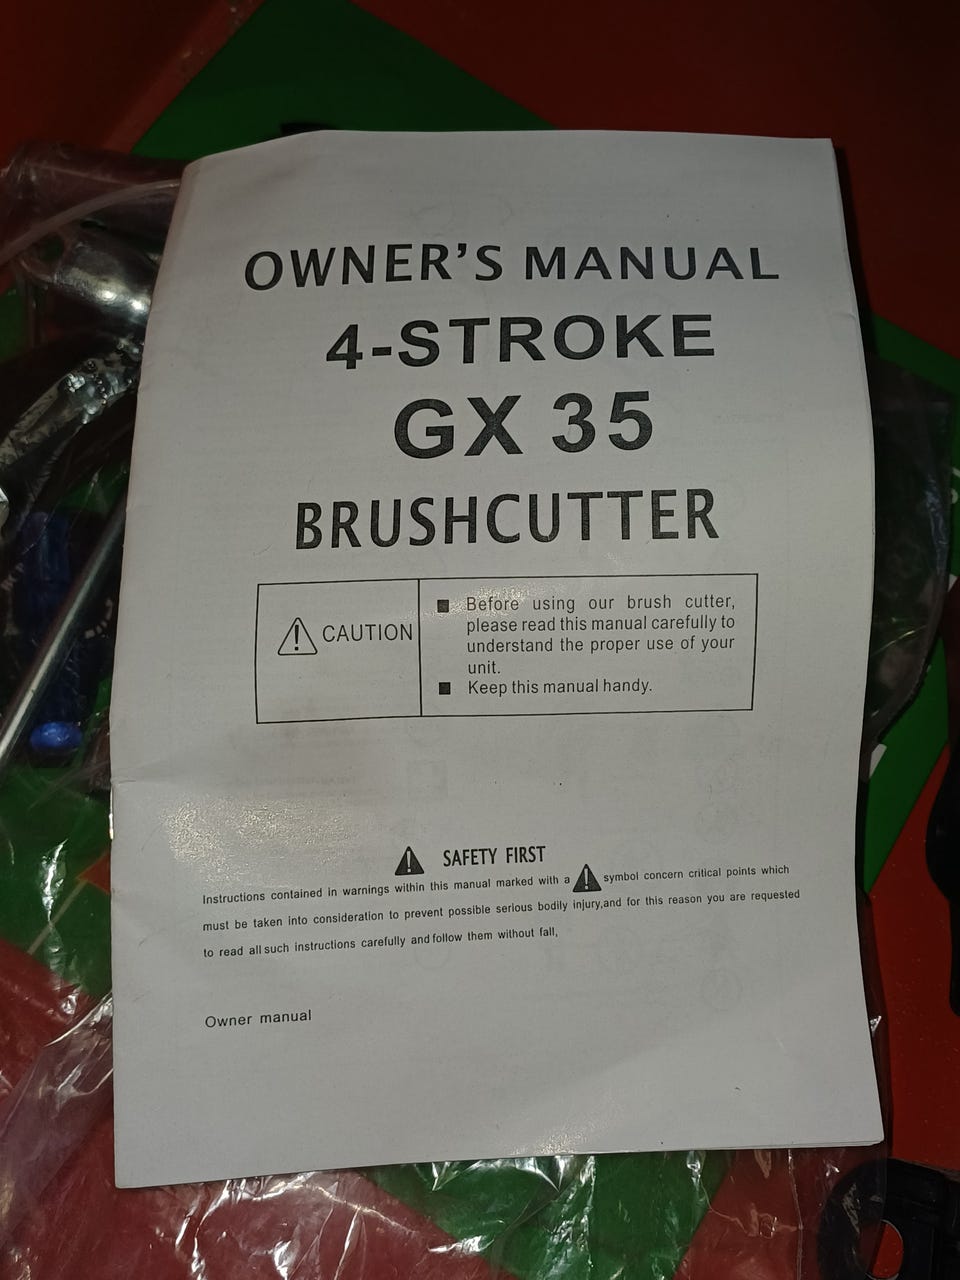 OWNER'S MANUAL
4-STROKE
GX 35
BRUSHCUTTER
CAUTION
■ Before using our brush cutter,
please read this manual carefully to
understand the proper use of your
unit.
■ Keep this manual handy.
SAFETY FIRST
Instructions contained in warnings within this manual marked with a symbol concern critical points which
must be taken into consideration to prevent possible serious bodily injury,and for this reason you are requested
to read all such instructions carefully and follow them without fall,
Owner manual